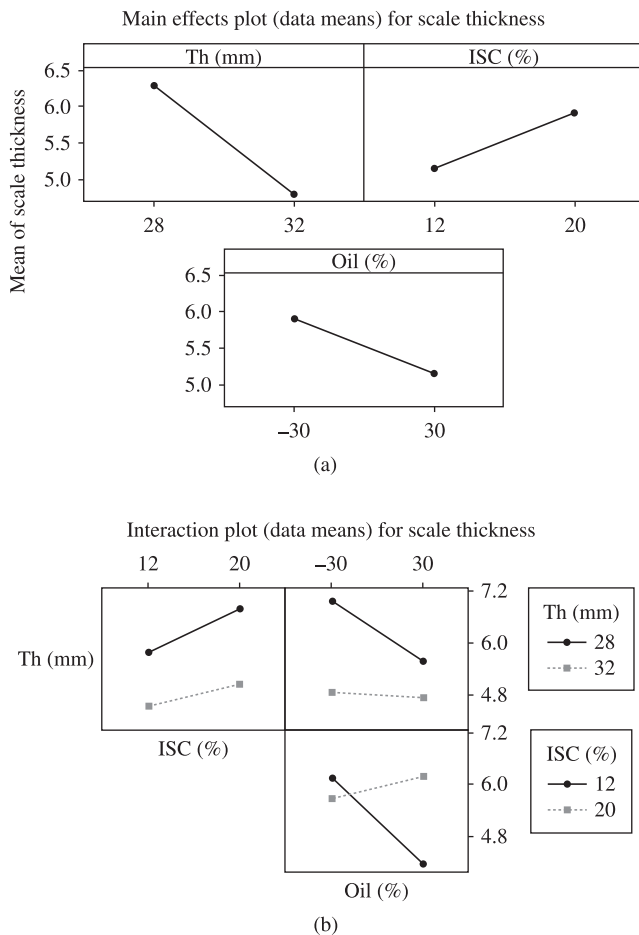 Main effects plot (data means) for scale thickness
Th (mm) ISC (%)
Mean of scale thickness
6.5
6.0
5.5
5.0
28 32 12 20
Oil (%)
6.5
6.0
5.5
5.0
–30 30
(a)
Interaction plot (data means) for scale thickness
12 20 –30 30
7.2
6.0
4.8
Th (mm)
Th (mm)
28
32
ISC (%)
7.2
6.0
4.8
ISC (%)
12
20
Oil (%)
(b)